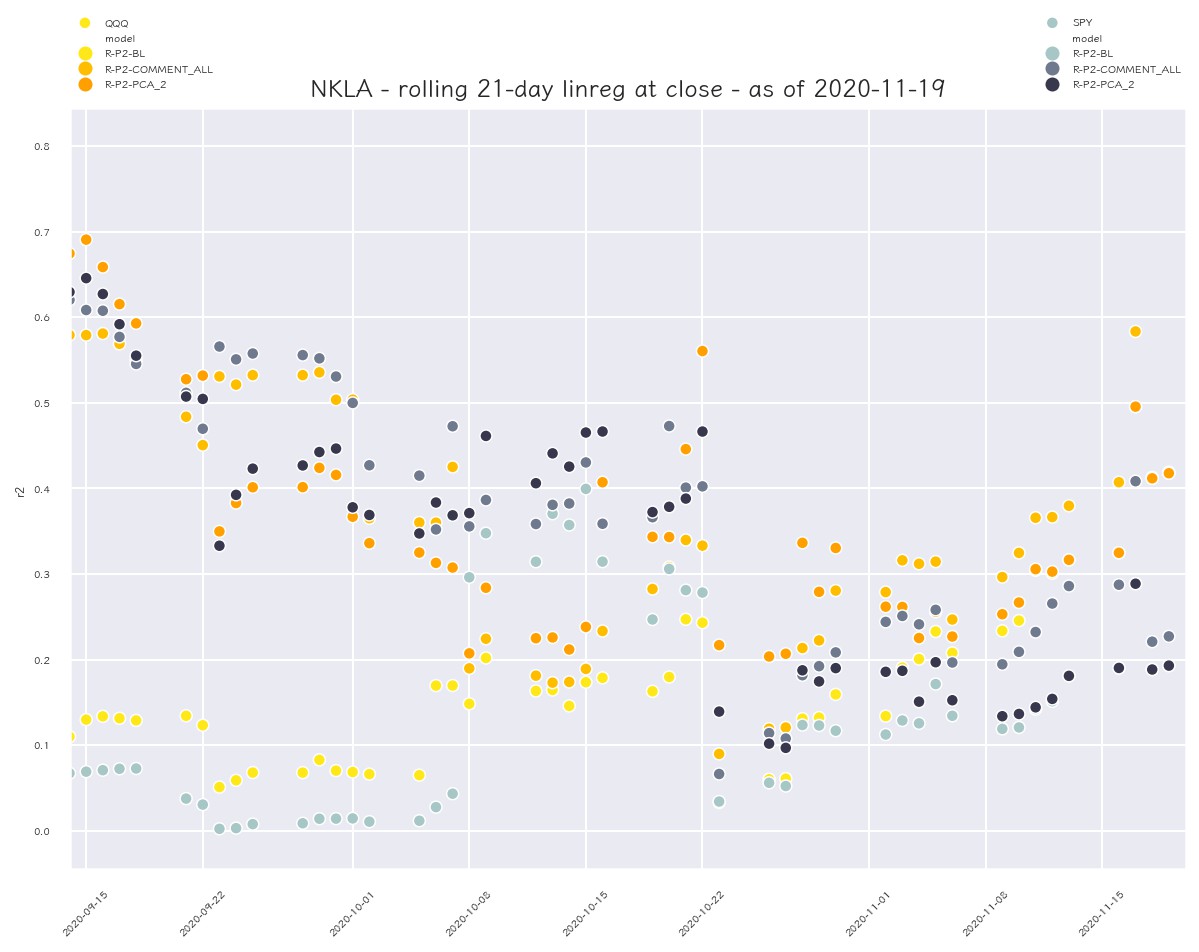 QQQ
model
R-P2-BL
R-P2-COMMENT_ALL
R-P2-PCA_2
SPY
model
R-P2-BL
R-P2-COMMENT_ALL
R-P2-PCA_2
NKLA - rolling 21-day linreg at close - as of 2020-11-19
0.8
0.7
0.6
0.5
0.4
0.3
0.2
0.1
0.0
r2
2020-09-15
2020-09-22
2020-10-01
2020-10-08
2020-10-15
2020-10-22
2020-11-01
2020-11-08
2020-11-15